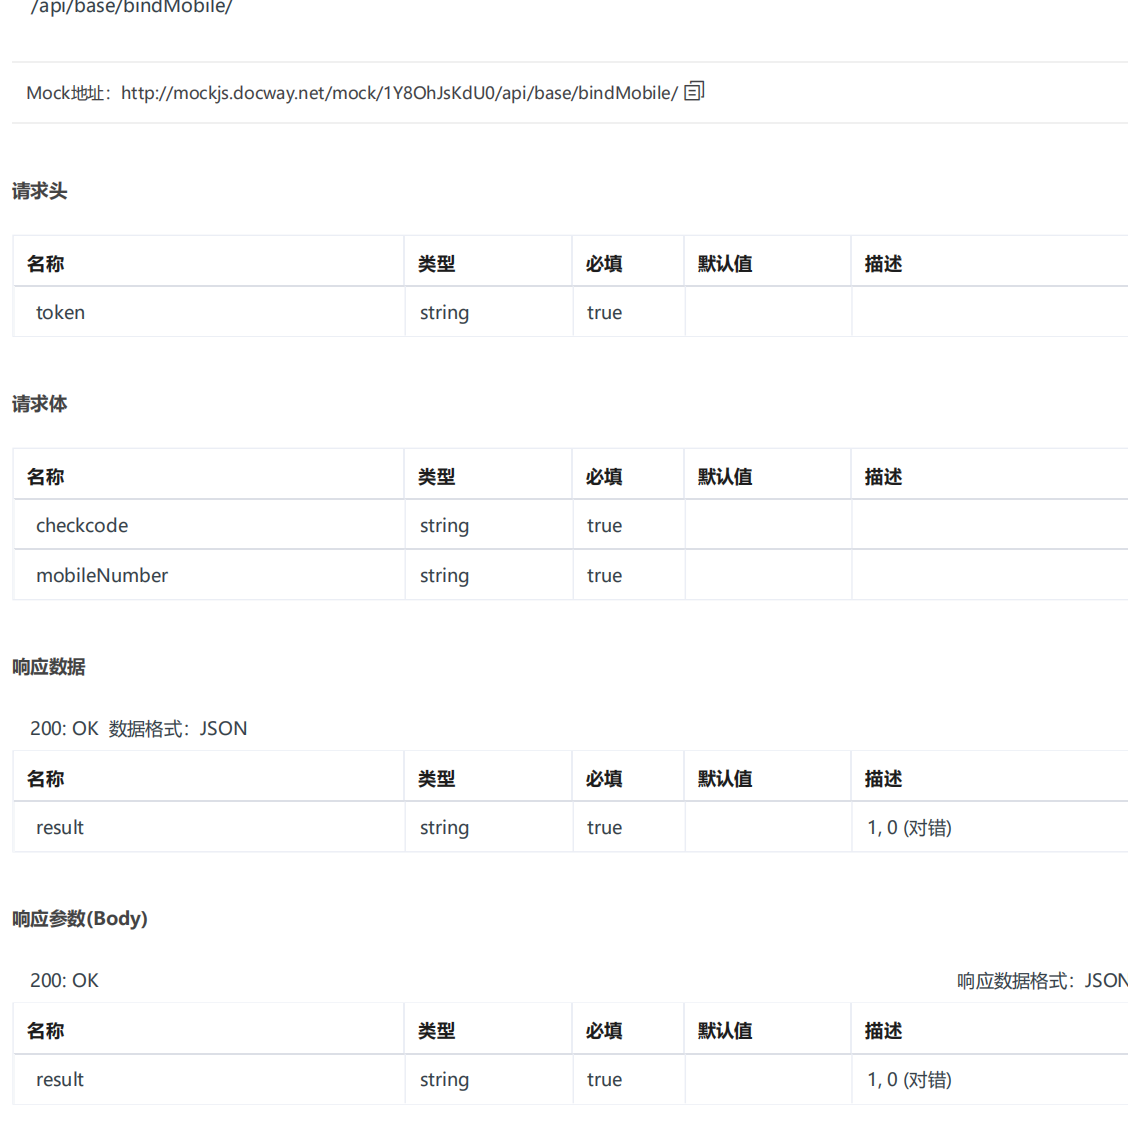 /api/base/bindMobile/
Mock地址：http://mockjs.docway.net/mock/1Y8OhJsKdU0/api/base/bindMobile/
请求头
名称 类型 必填 默认值 描述
token string true
请求体
名称 类型 必填 默认值 描述
checkcode string true
mobileNumber string true
响应数据
200: OK 数据格式：JSON
名称 类型 必填 默认值 描述
result string true 1, 0 (对错)
响应参数(Body)
200: OK 响应数据格式：JSON
名称 类型 必填 默认值 描述
result string true 1, 0 (对错)